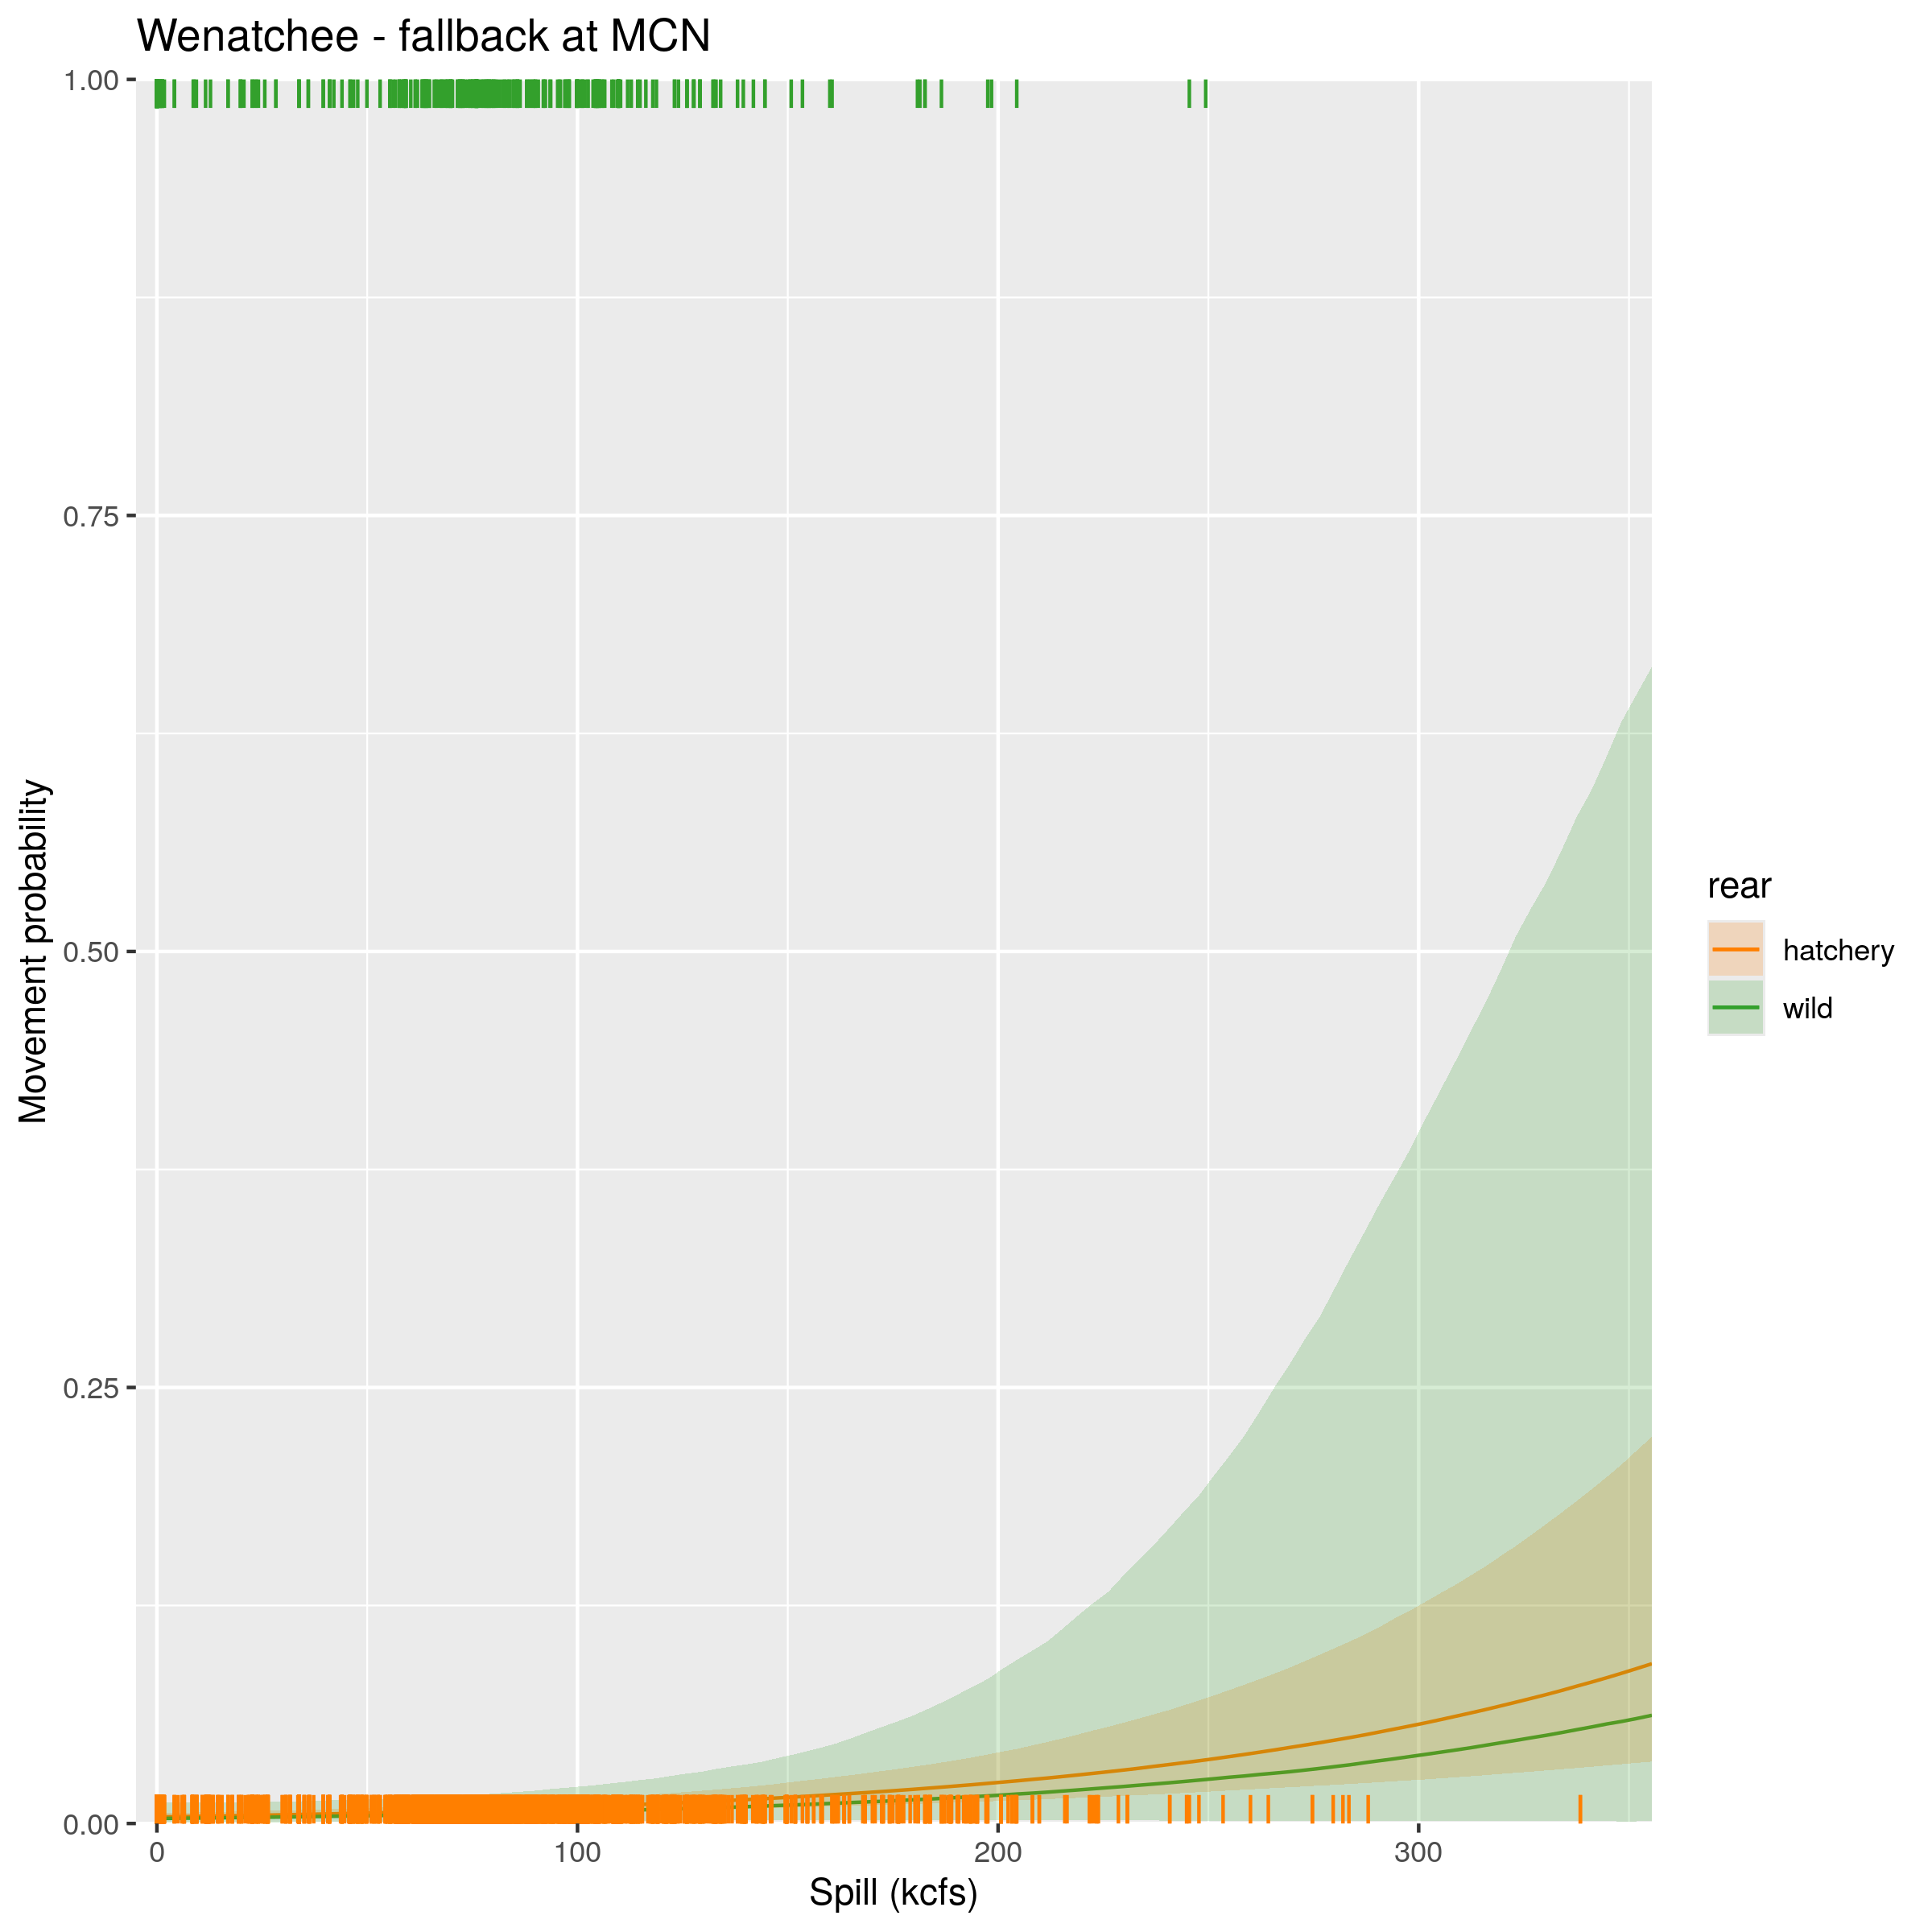 Wenatchee - fallback at MCN
Movement probability
1.00
0.75
0.50
0.25
0.00
0 100 200 300
Spill (kcfs)
rear
hatchery
wild